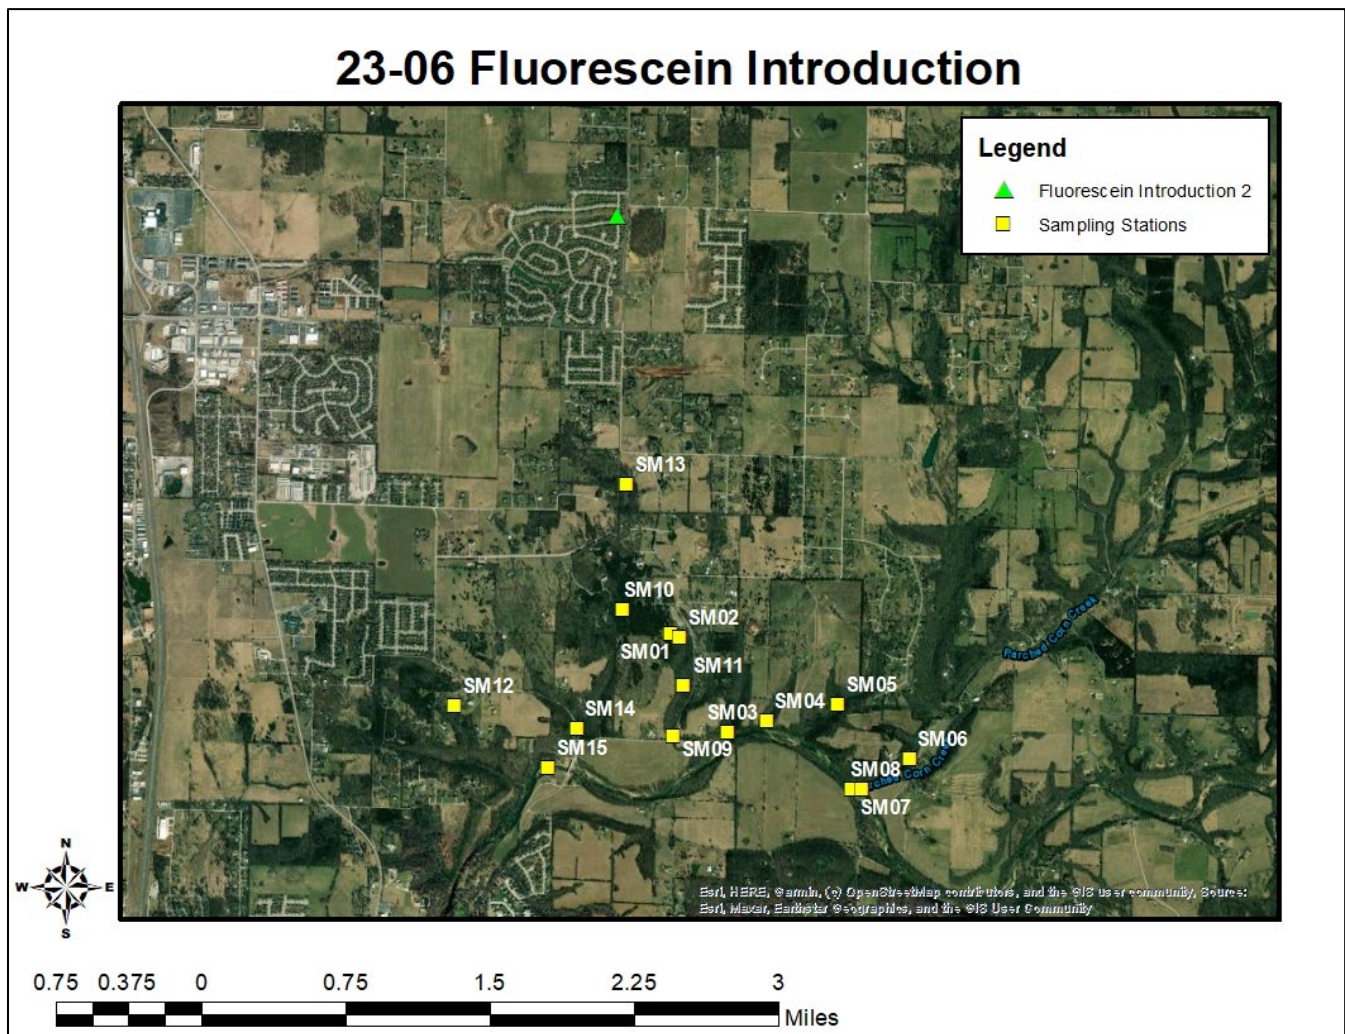 23-06 Fluorescein Introduction
Legend
Fluorescein Introduction 2
Sampling Stations
SM13
SM10
SM02
SM01
SM11
SM12
SM14
SM03
SM04
SM05
SM15
SM09
SM06
SM08
SM07
Parched Corn Creek
arched Corn Creek
N
W
E
S
Esri, HERE, Garmin, (c) OpenStreetMap contributors, and the GIS user community, Source:
Esri, Maxar, Earthstar Geographics, and the GIS User Community
0.75 0.375 0 0.75 1.5 2.25 3
Miles